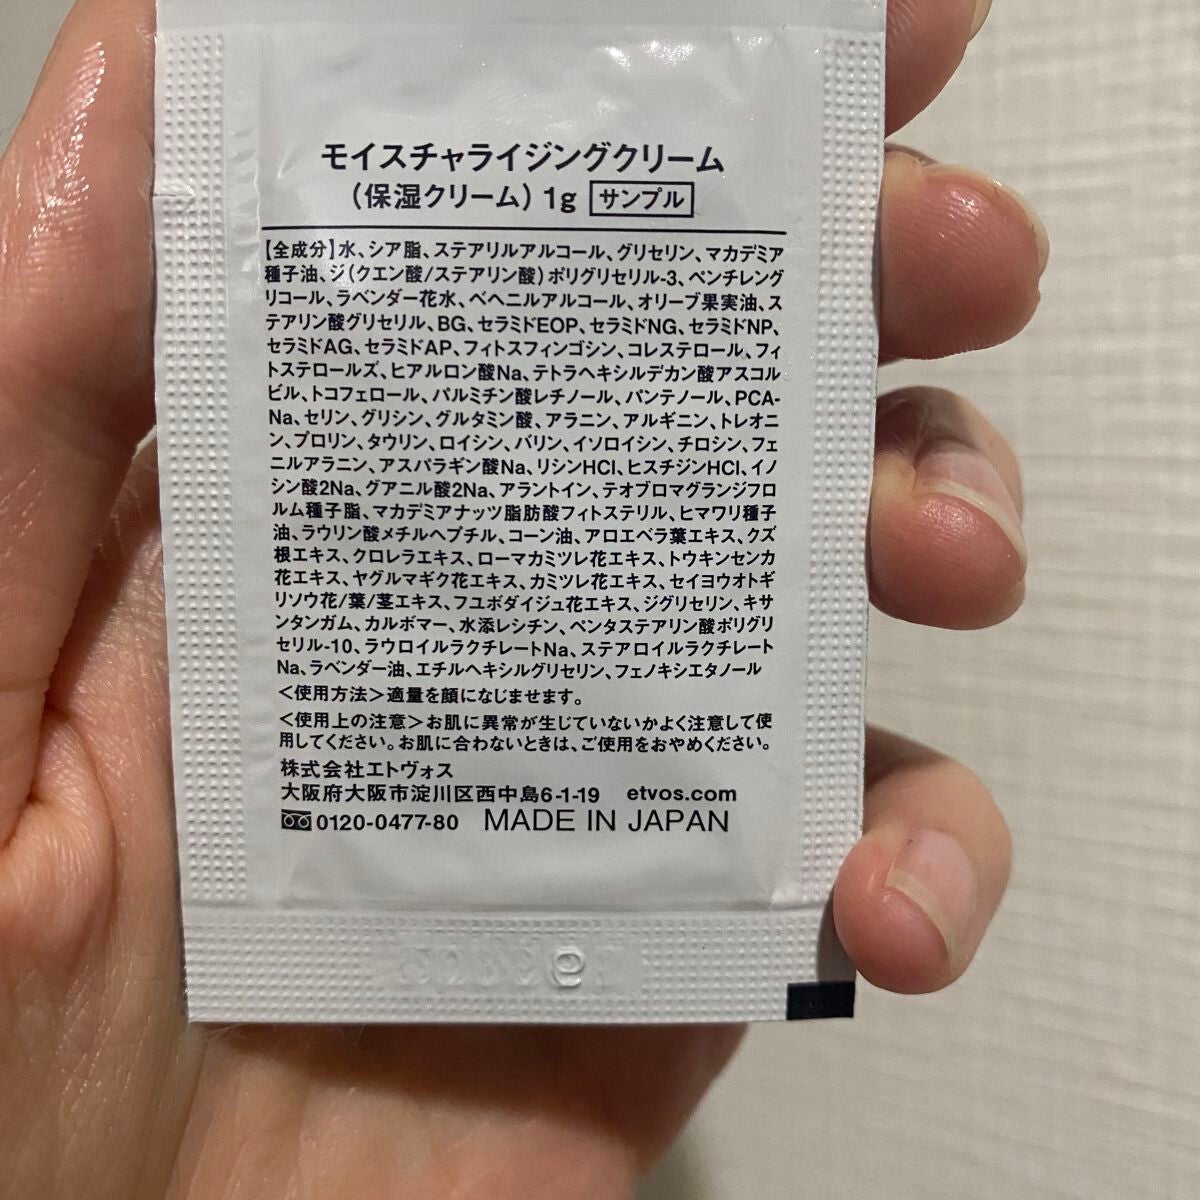 モイスチャライジングクリーム
（保湿クリーム）1g サンプル
【全成分】水、シア脂、ステアリルアルコール、グリセリン、マカデミア
種子油、ジ（クエン酸/ステアリン酸）ポリグリセリル-3、ペンチレング
リコール、ラベンダー花水、ベヘニルアルコール、オリーブ果実油、ス
テアリン酸グリセリル、BG、セラミドEOP、セラミドNG、セラミドNP、
セラミドAG、セラミドAP、フィトスフィンゴシン、コレステロール、フィ
トステロールズ、ヒアルロン酸Na、テトラヘキシルデカン酸アスコル
ビル、トコフェロール、パルミチン酸レチノール、パンテノール、PCA-
Na、セリン、グリシン、グルタミン酸、アラニン、アルギニン、トレオニ
ン、プロリン、タウリン、ロイシン、バリン、イソロイシン、チロシン、フェ
ニルアラニン、アスパラギン酸Na、リシンHCl、ヒスチジンHCl、イノ
シン酸2Na、グアニル酸2Na、アラントイン、テオブロマグランジフロ
ルム種子脂、マカデミアナッツ脂肪酸フィトステリル、ヒマワリ種子
油、ラウリン酸メチルヘプチル、コーン油、アロエベラ葉エキス、クズ
根エキス、クロレラエキス、ローマカミツレ花エキス、トウキンセンカ
花エキス、ヤグルマギク花エキス、カミツレ花エキス、セイヨウオトギ
リソウ花/葉/茎エキス、フユボダイジュ花エキス、ジグリセリン、キサ
ンタンガム、カルボマー、水添レシチン、ペンタステアリン酸ポリグリ
セリル-10、ラウロイルラクチレートNa、ステアロイルラクチレート
Na、ラベンダー油、エチルヘキシルグリセリン、フェノキシエタノール
＜使用方法＞適量を顔になじませます。
＜使用上の注意＞お肌に異常が生じていないかよく注意して使
用してください。お肌に合わないときは、ご使用をおやめください。
株式会社エトヴォス
大阪府大阪市淀川区西中島6-1-19 etvos.com
0120-0477-80 MADE IN JAPAN